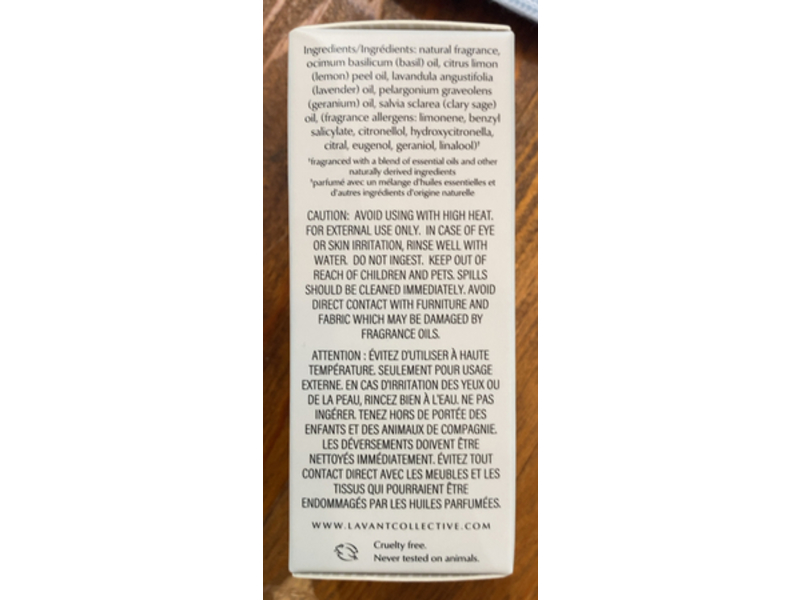 Ingredients/Ingrédients: natural fragrance,
ocimum basilicum (basil) oil, citrus limon
(lemon) peel oil, lavandula angustifolia
(lavender) oil, pelargonium graveolens
(geranium) oil, salvia sclarea (clary sage)
oil, (fragrance allergens: limonene, benzyl
salicylate, citronellol, hydroxycitronella,
citral, eugenol, geraniol, linalool)†
†fragranced with a blend of essential oils and other
naturally derived ingredients
†parfumé avec un mélange d'huiles essentielles et
d'autres ingrédients d'origine naturelle
CAUTION: AVOID USING WITH HIGH HEAT.
FOR EXTERNAL USE ONLY. IN CASE OF EYE
OR SKIN IRRITATION, RINSE WELL WITH
WATER. DO NOT INGEST. KEEP OUT OF
REACH OF CHILDREN AND PETS. SPILLS
SHOULD BE CLEANED IMMEDIATELY. AVOID
DIRECT CONTACT WITH FURNITURE AND
FABRIC WHICH MAY BE DAMAGED BY
FRAGRANCE OILS.
ATTENTION : ÉVITEZ D'UTILISER À HAUTE
TEMPÉRATURE. SEULEMENT POUR USAGE
EXTERNE. EN CAS D'IRRITATION DES YEUX OU
DE LA PEAU, RINCEZ BIEN À L'EAU. NE PAS
INGÉRER. TENEZ HORS DE PORTÉE DES
ENFANTS ET DES ANIMAUX DE COMPAGNIE.
LES DÉVERSEMENTS DOIVENT ÊTRE
NETTOYÉS IMMÉDIATEMENT. ÉVITEZ TOUT
CONTACT DIRECT AVEC LES MEUBLES ET LES
TISSUS QUI POURRAIENT ÊTRE
ENDOMMAGÉS PAR LES HUILES PARFUMÉES.
WWW.LAVANTCOLLECTIVE.COM
Cruelty free.
Never tested on animals.